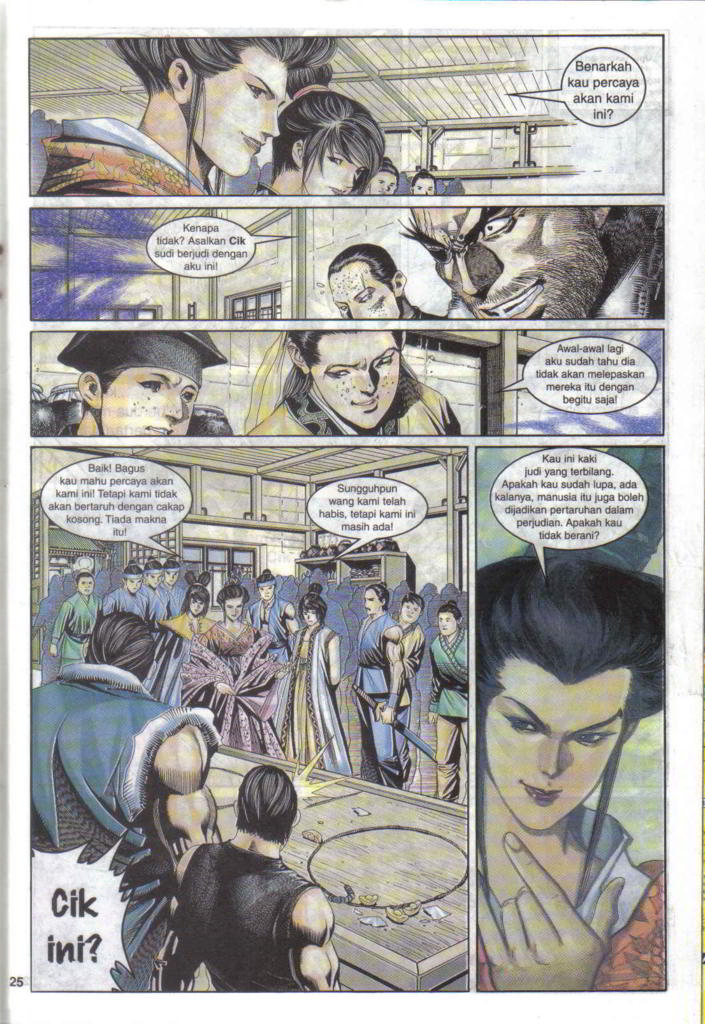 Benarkah
kau percaya
akan kami
ini?
Kenapa
tidak? Asalkan Cik
sudi berjudi dengan
aku ini!
Awal-awal lagi
aku sudah tahu dia
tidak akan melepaskan
mereka itu dengan
begitu saja!
Baik! Bagus
kau mahu percaya akan
kami ini! Tetapi kami tidak
akan bertaruh dengan cakap
kosong. Tiada makna
itu!
Sungguhpun
wang kami telah
habis, tetapi kami ini
masih ada!
Kau ini kaki
judi yang terbilang.
Apakah kau sudah lupa, ada
kalanya, manusia itu juga boleh
dijadikan pertaruhan dalam
perjudian. Apakah kau
tidak berani?
Cik
ini?
25